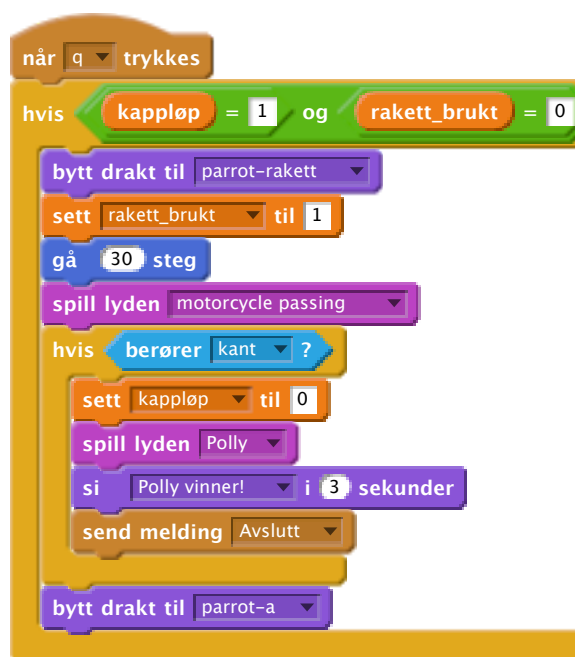 når q trykkes
hvis kappløp = 1 og rakett_brukt = 0
bytt drakt til parrot-rakett
sett rakett_brukt til 1
gå 30 steg
spill lyden motorcycle passing
hvis berører kant ?
sett kappløp til 0
spill lyden Polly
si Polly vinner! i 3 sekunder
send melding Avslutt
bytt drakt til parrot-a